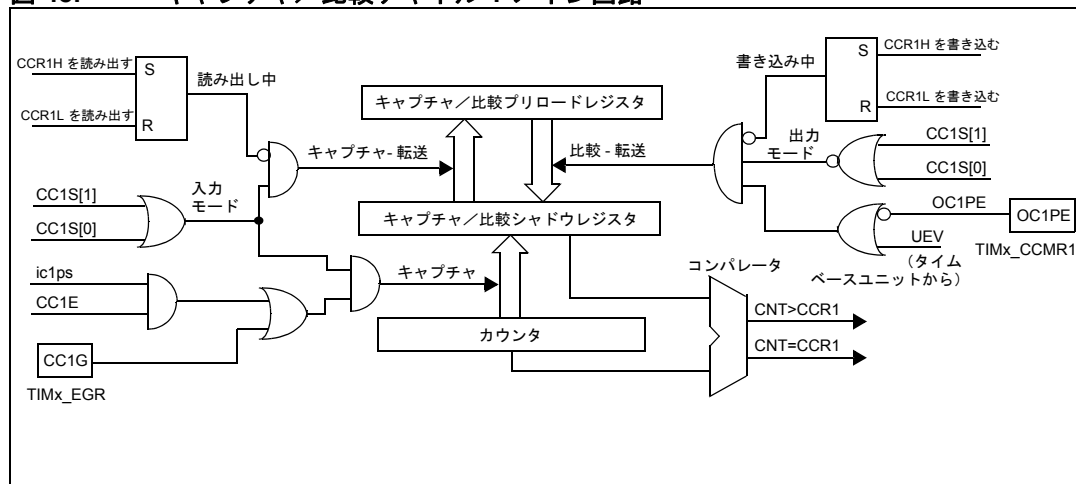 CCR1H を読み出す
S
読み出し中
CCR1L を読み出す
R
キャプチャ／比較プリロードレジスタ
書き込み中
S
CCR1H を書き込む
R
CCR1L を書き込む
キャプチャ- 転送
比較 - 転送
出力
モード
CC1S[1]
CC1S[0]
入力
モード
CC1S[1]
CC1S[0]
キャプチャ／比較シャドウレジスタ
OC1PE
OC1PE
UEV
TIMx_CCMR1
（タイム
ベースユニットから）
ic1ps
CC1E
キャプチャ
コンパレータ
CC1G
TIMx_EGR
カウンタ
CNT>CCR1
CNT=CCR1